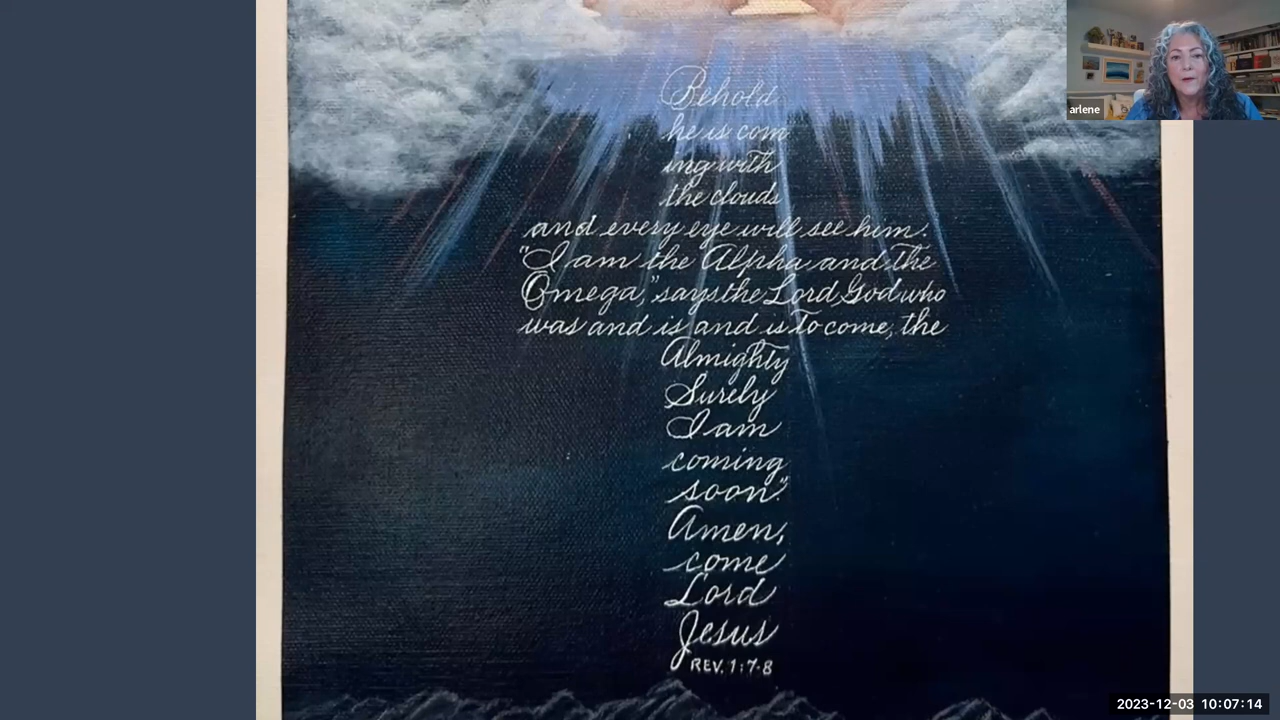 Behold
he is com
ing with
the clouds
and every eye will see him.
"I am the Alpha and the
Omega," says the Lord God who
was and is and is to come, the
Almighty
Surely
I am
coming
soon."
Amen,
come
Lord
Jesus
REV. 1:7-8
arlene
2023-12-03 10:07:14